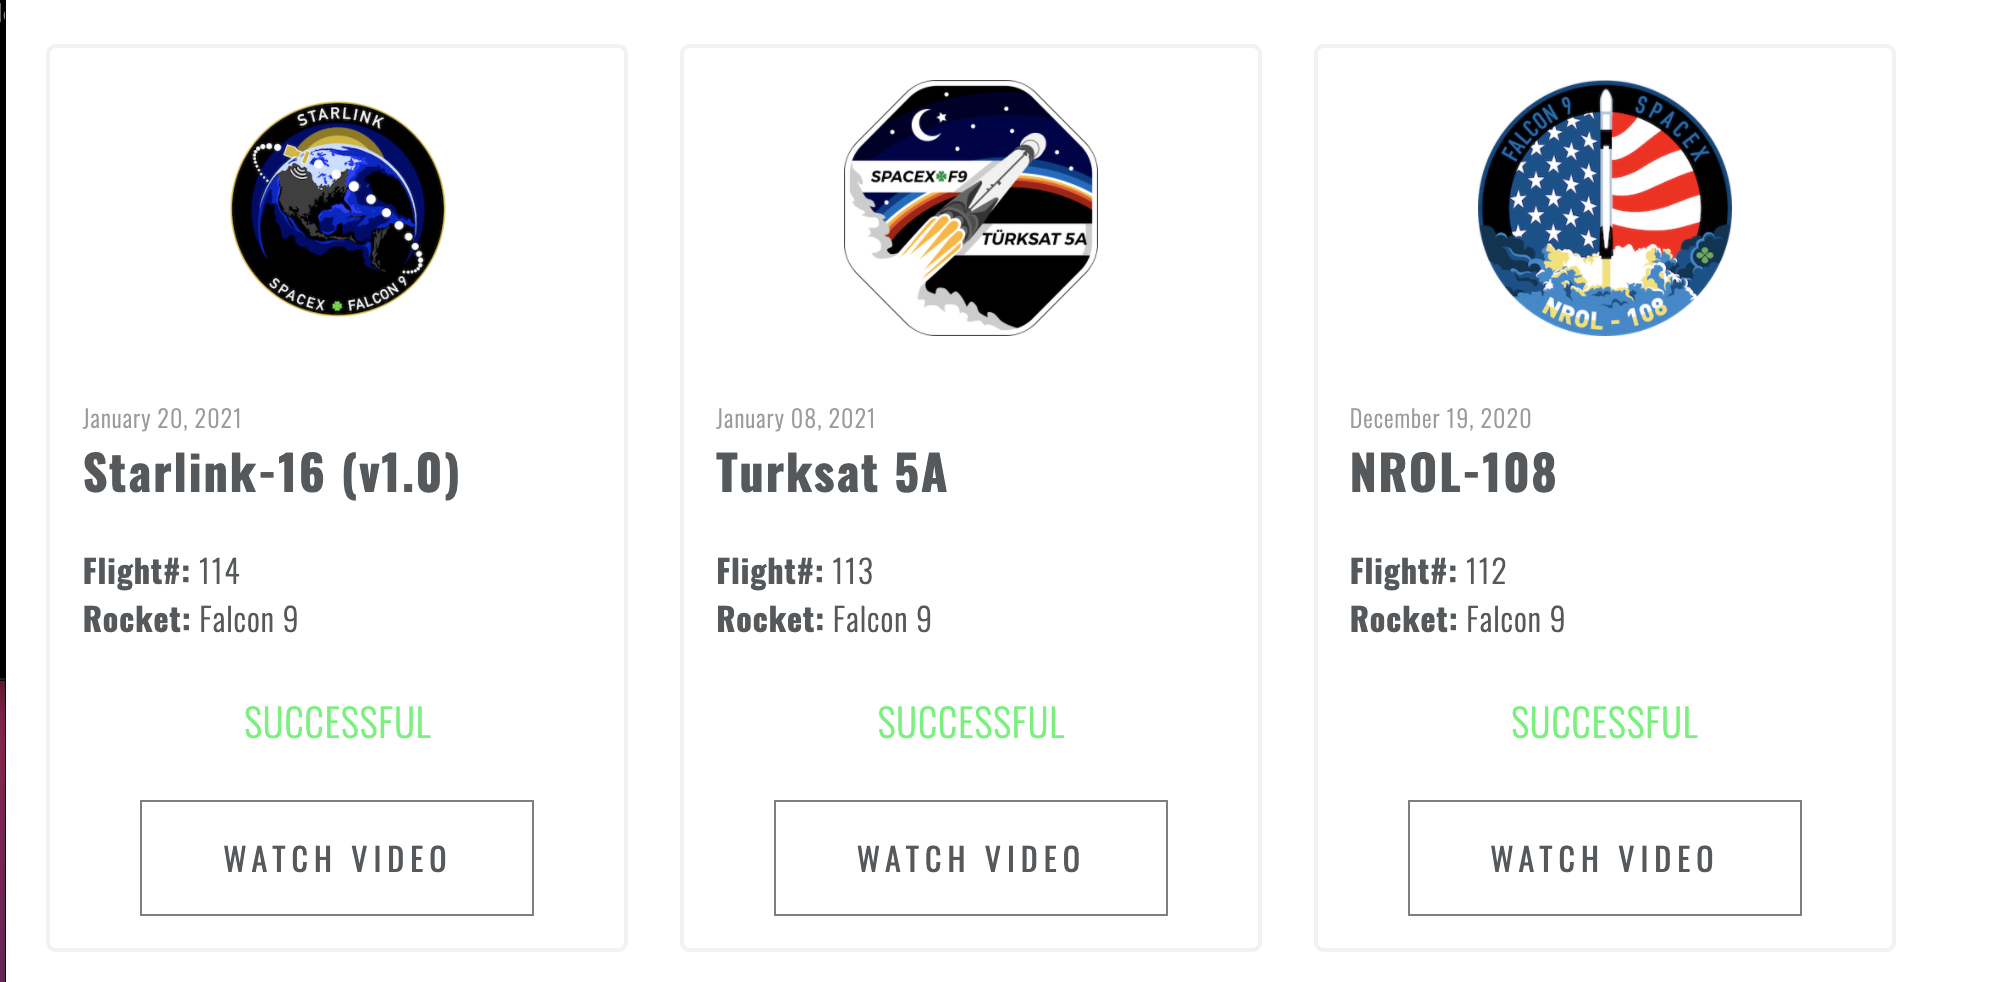 STARLINK
SPACEX FALCON 9
January 20, 2021
Starlink-16 (v1.0)
Flight#: 114
Rocket: Falcon 9
SUCCESSFUL
WATCH VIDEO
SPACEX F9
TÜRKSAT 5A
January 08, 2021
Turksat 5A
Flight#: 113
Rocket: Falcon 9
SUCCESSFUL
WATCH VIDEO
FALCON 9 SPACEX
NROL - 108
December 19, 2020
NROL-108
Flight#: 112
Rocket: Falcon 9
SUCCESSFUL
WATCH VIDEO